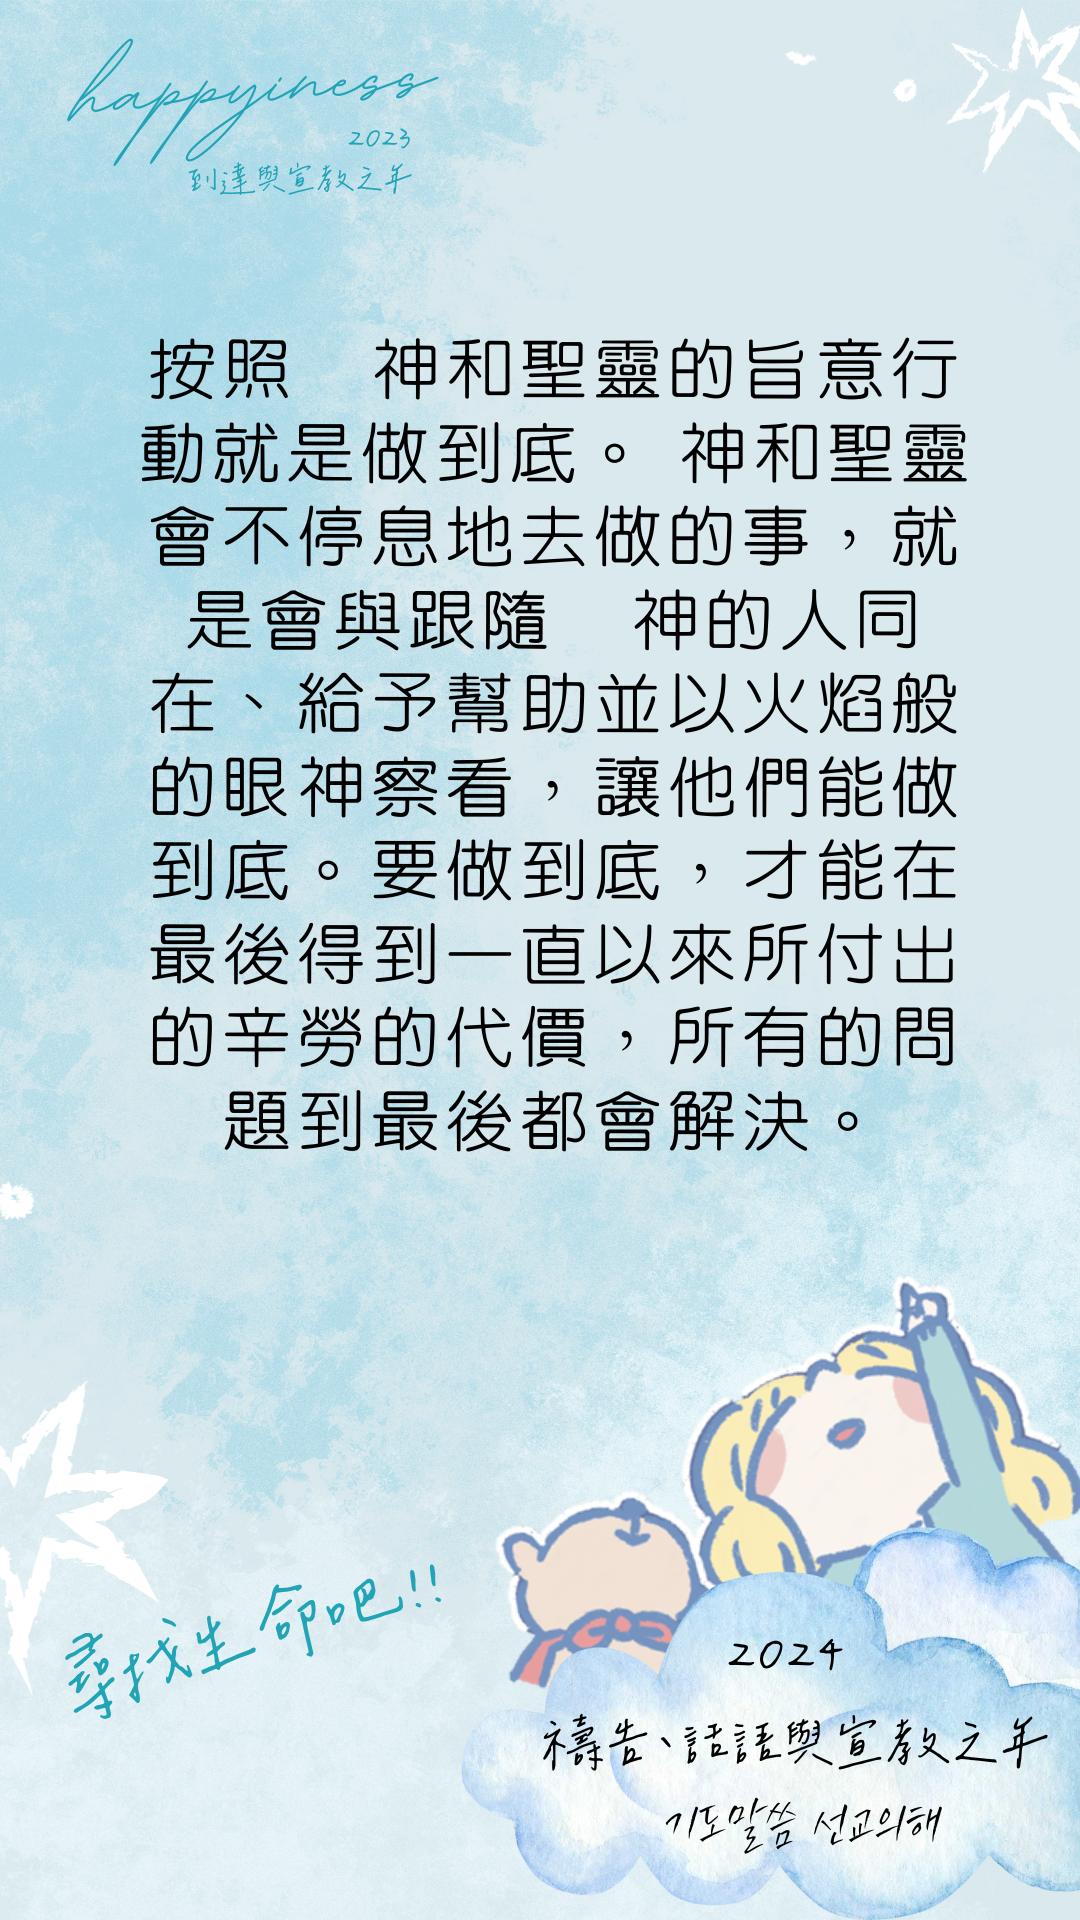 happyiness
2023
到達與宣教之年
按照　神和聖靈的旨意行
動就是做到底。 神和聖靈
會不停息地去做的事，就
是會與跟隨　神的人同
在、給予幫助並以火焰般
的眼神察看，讓他們能做
到底。要做到底，才能在
最後得到一直以來所付出
的辛勞的代價，所有的問
題到最後都會解決。
尋找生命吧!!
2024
禱告、話語與宣教之年
기도말씀 선교의해